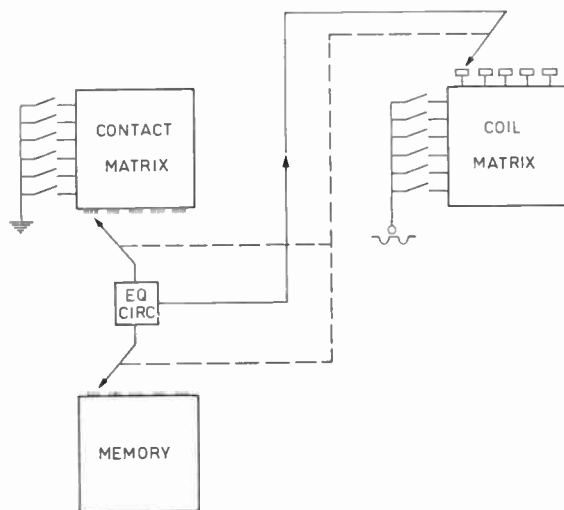 CONTACT
MATRIX
COIL
MATRIX
EQ
CIRC
MEMORY